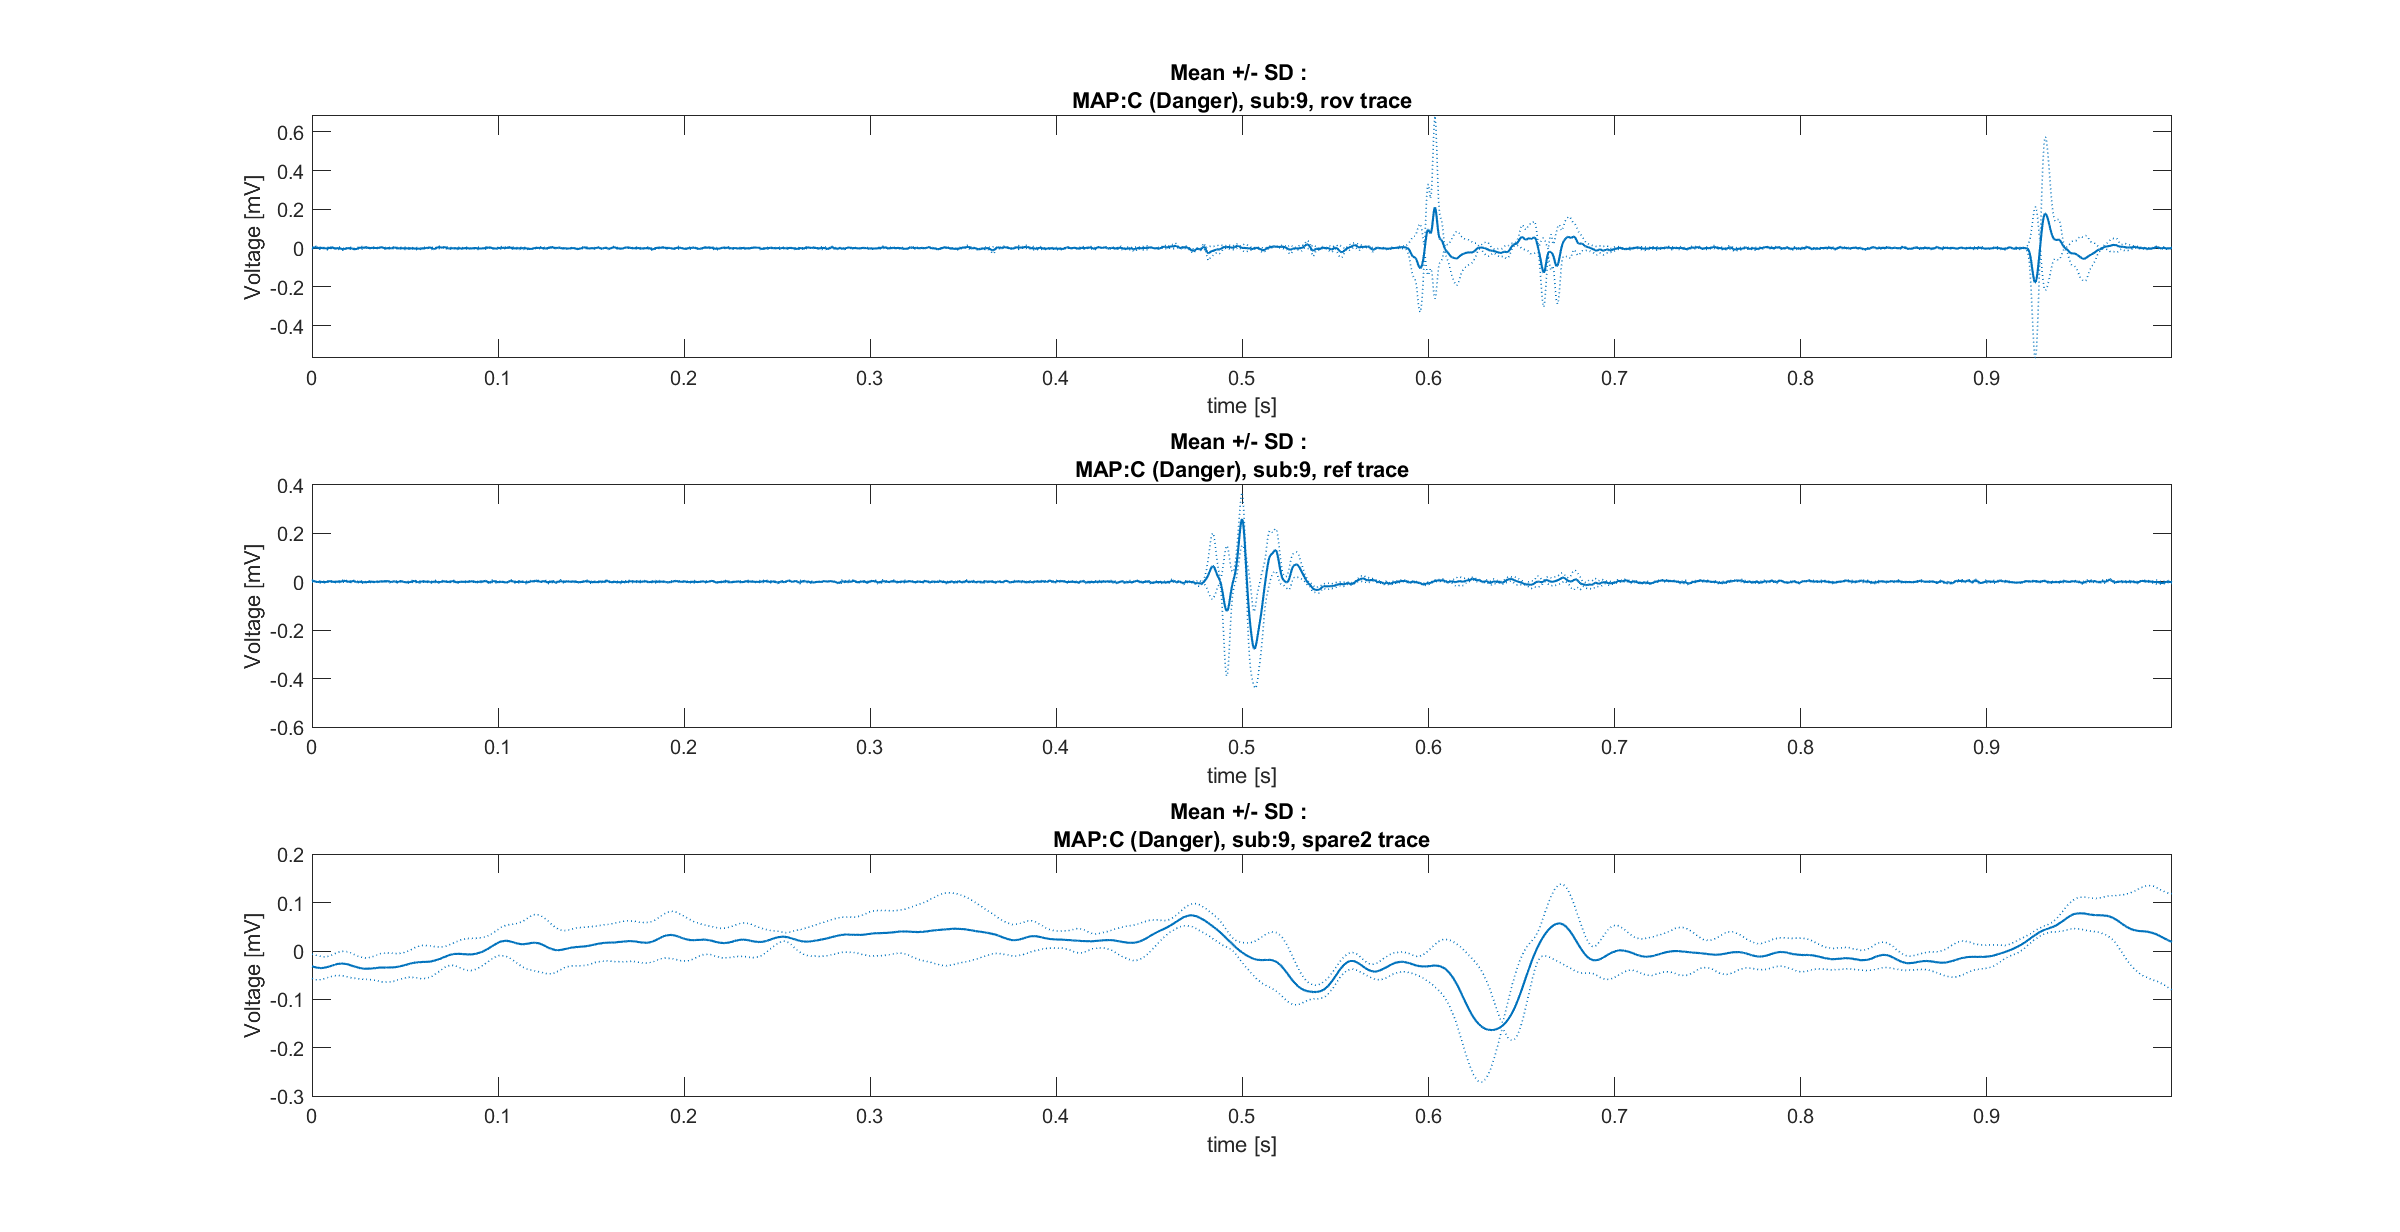 Mean +/- SD :
MAP:C (Danger), sub:9, rov trace
Voltage [mV]
0.6
0.4
0.2
0
-0.2
-0.4
0 0.1 0.2 0.3 0.4 0.5 0.6 0.7 0.8 0.9
time [s]
Mean +/- SD :
MAP:C (Danger), sub:9, ref trace
Voltage [mV]
0.4
0.2
0
-0.2
-0.4
-0.6
0 0.1 0.2 0.3 0.4 0.5 0.6 0.7 0.8 0.9
time [s]
Mean +/- SD :
MAP:C (Danger), sub:9, spare2 trace
Voltage [mV]
0.2
0.1
0
-0.1
-0.2
-0.3
0 0.1 0.2 0.3 0.4 0.5 0.6 0.7 0.8 0.9
time [s]